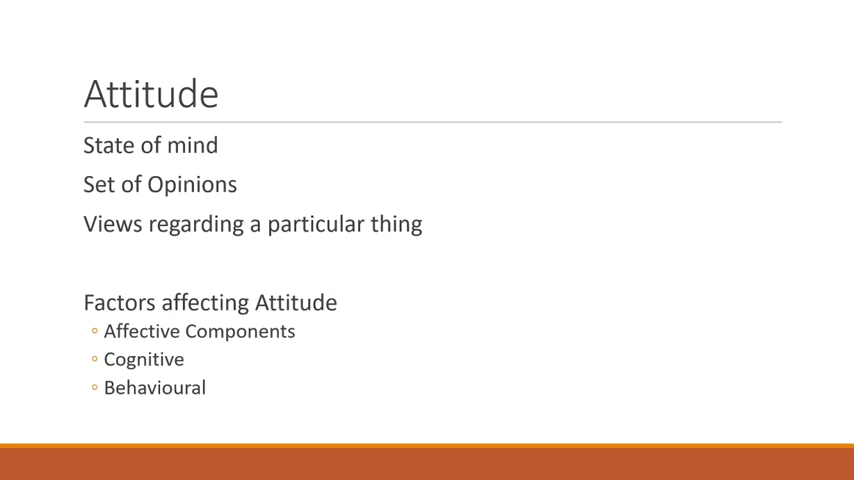 Attitude
State of mind
Set of Opinions
Views regarding a particular thing
Factors affecting Attitude
◦ Affective Components
◦ Cognitive
◦ Behavioural